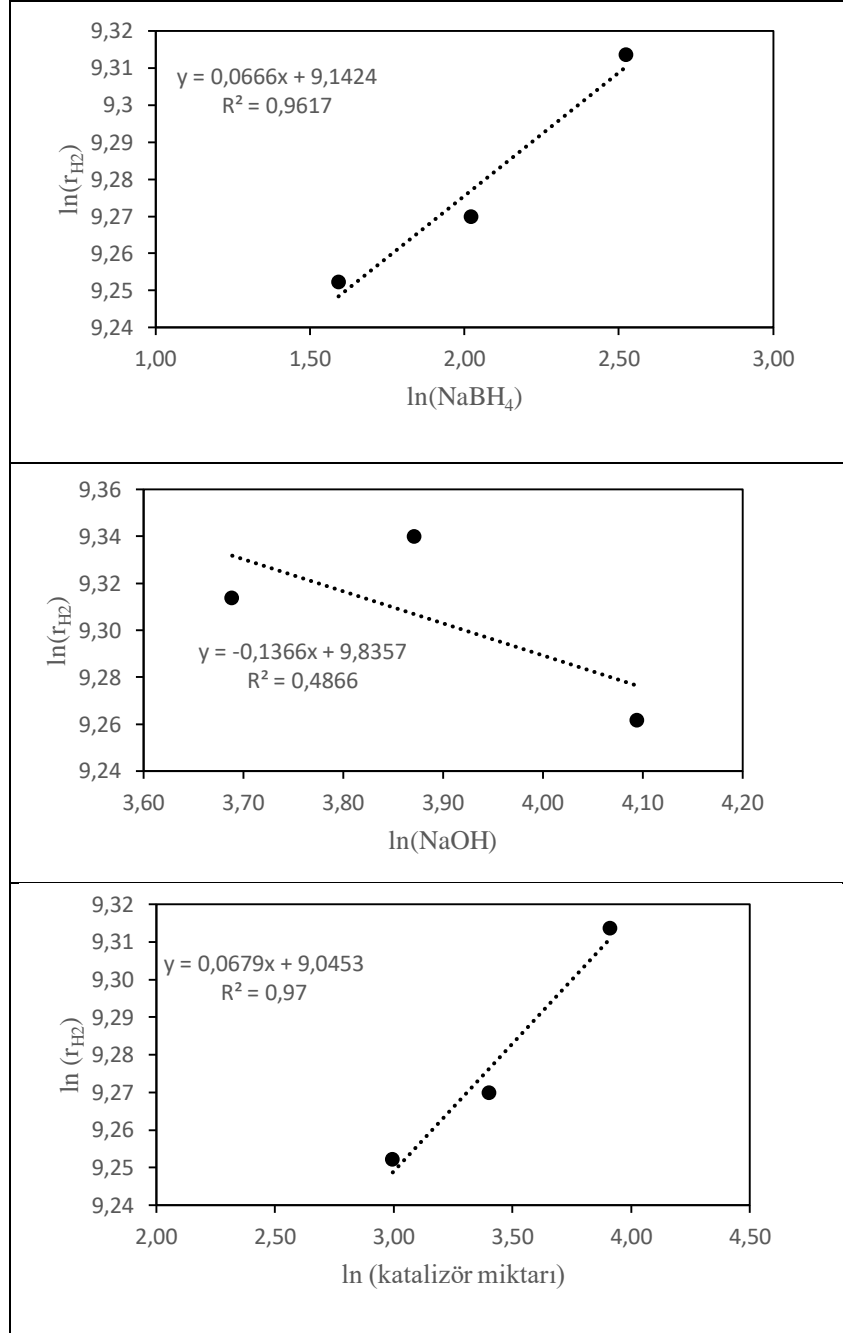 9,32
9,31
9,3
9,29
9,28
9,27
9,26
9,25
9,24
y = 0,0666x + 9,1424
R² = 0,9617
ln(r_H2)
1,00 1,50 2,00 2,50 3,00
ln(NaBH₄)
9,36
9,34
9,32
9,30
9,28
9,26
9,24
y = -0,1366x + 9,8357
R² = 0,4866
ln(r_H2)
3,60 3,70 3,80 3,90 4,00 4,10 4,20
ln(NaOH)
9,32
9,31
9,30
9,29
9,28
9,27
9,26
9,25
9,24
y = 0,0679x + 9,0453
R² = 0,97
ln (r_H2)
2,00 2,50 3,00 3,50 4,00 4,50
ln (katalizör miktarı)